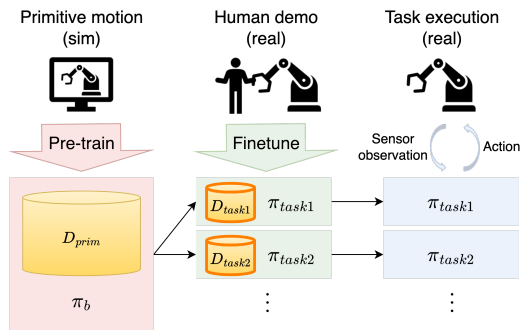 Primitive motion
(sim)
Human demo
(real)
Task execution
(real)
Pre-train
Finetune
Sensor
observation
Action
D_prim
π_b
D_task1
π_task1
D_task2
π_task2
⋮
π_task1
π_task2
⋮